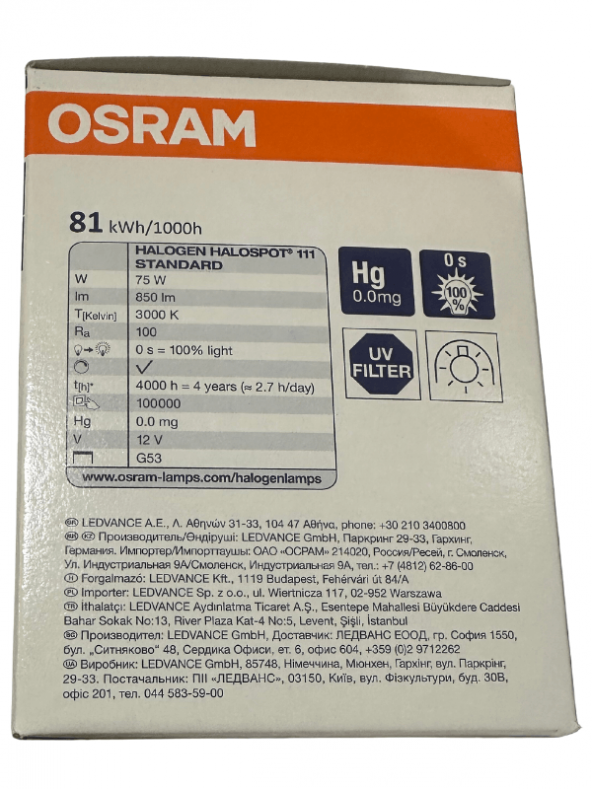 OSRAM
81 kWh/1000h
HALOGEN HALOSPOT® 111
STANDARD
W 75 W
lm 850 lm
T[Kelvin] 3000 K
Ra 100
0 s = 100% light
t[h]* 4000 h = 4 years (≈ 2.7 h/day)
100000
Hg 0.0 mg
V 12 V
G53
www.osram-lamps.com/halogenlamps
Hg
0.0mg
0 s
100
%
UV
FILTER
GR LEDVANCE A.E., Λ. Αθηνών 31-33, 104 47 Αθήνα, phone: +30 210 3400800
RU KZ Производитель/Өндіруші: LEDVANCE GmbH, Паркринг 29-33, Гархинг,
Германия. Импортер/Импорттаушы: ОАО «ОСРАМ» 214020, Россия/Ресей, г. Смоленск,
Ул. Индустриальная 9А/Смоленск, Индустриальная 9А, тел.: +7 (4812) 62-86-00
H Forgalmazó: LEDVANCE Kft., 1119 Budapest, Fehérvári út 84/A
PL Importer: LEDVANCE Sp. z o.o., ul. Wiertnicza 117, 02-952 Warszawa
TR İthalatçı: LEDVANCE Aydınlatma Ticaret A.Ş., Esentepe Mahallesi Büyükdere Caddesi
Bahar Sokak No:13, River Plaza Kat-4 No:5, Levent, Şişli, İstanbul
BG Производител: LEDVANCE GmbH, Доставчик: ЛЕДВАНС ЕООД, гр. София 1550,
бул. „Ситняково“ 48, Сердика Офиси, ет. 6, офис 604, +359 (0)2 9712262
UA Виробник: LEDVANCE GmbH, 85748, Німеччина, Мюнхен, Гархінг, вул. Паркрінг,
29-33. Постачальник: ПІІ «ЛЕДВАНС», 03150, Київ, вул. Фізкультури, буд. 30В,
офіс 201, тел. 044 583-59-00